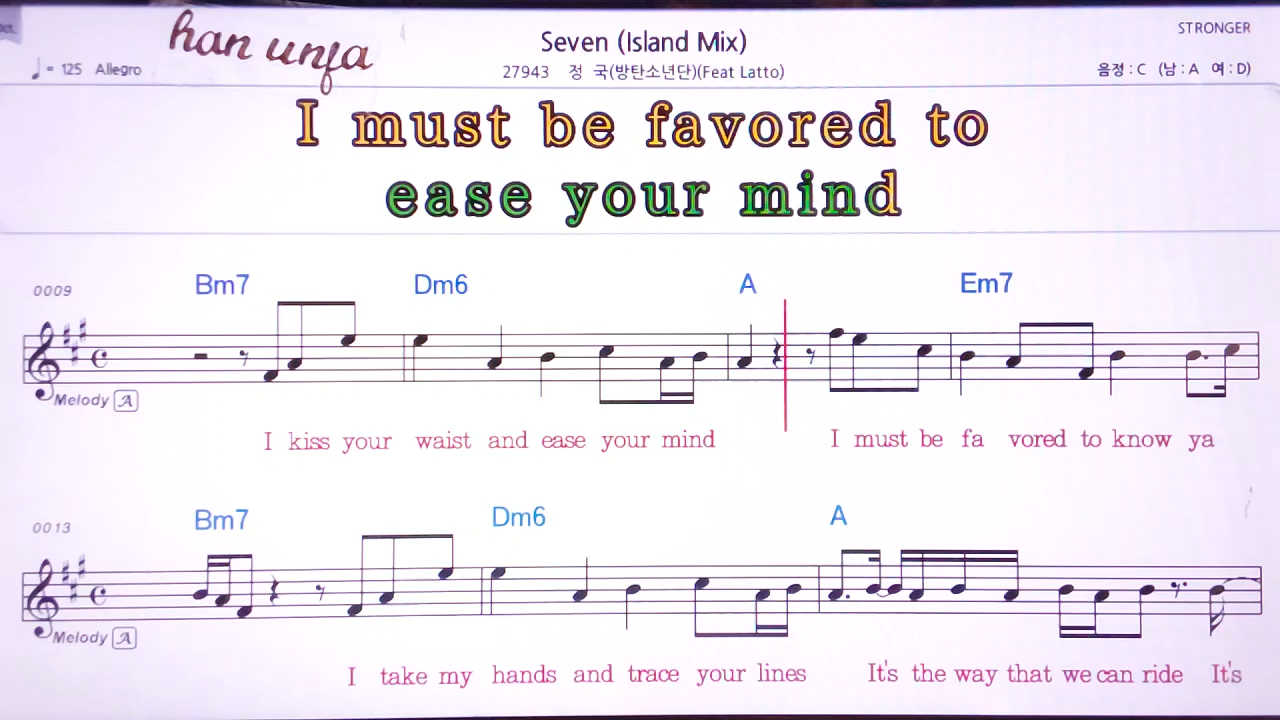 han unfa
Seven (Island Mix)
STRONGER
♩= 125 Allegro
27943 정 국(방탄소년단)(Feat Latto)
음정 : C (남 : A 여 : D)
I must be favored to
ease your mind
0009
Bm7 Dm6 A Em7
Melody A
I kiss your waist and ease your mind I must be fa vored to know ya
0013
Bm7 Dm6 A
Melody A
I take my hands and trace your lines It's the way that we can ride It's